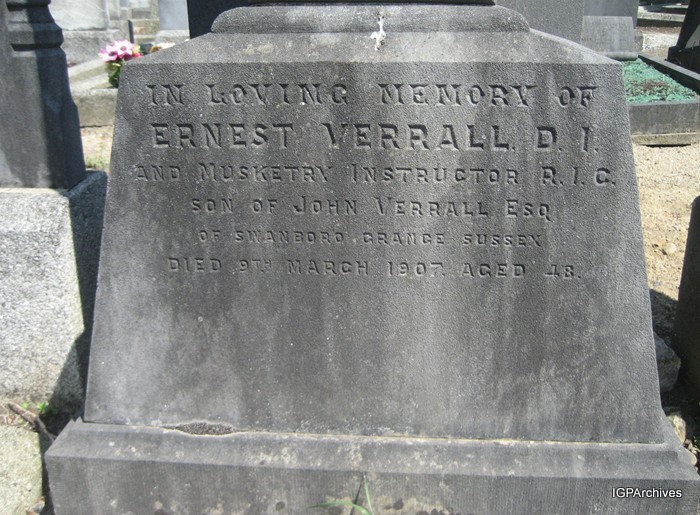 IN LOVING MEMORY OF
ERNEST VERRALL. D. I.
AND MUSKETRY INSTRUCTOR R. I. C.
SON OF JOHN VERRALL ESQ
OF SWANBORO GRANGE SUSSEX
DIED 9TH MARCH 1907. AGED 48.
IGPArchives